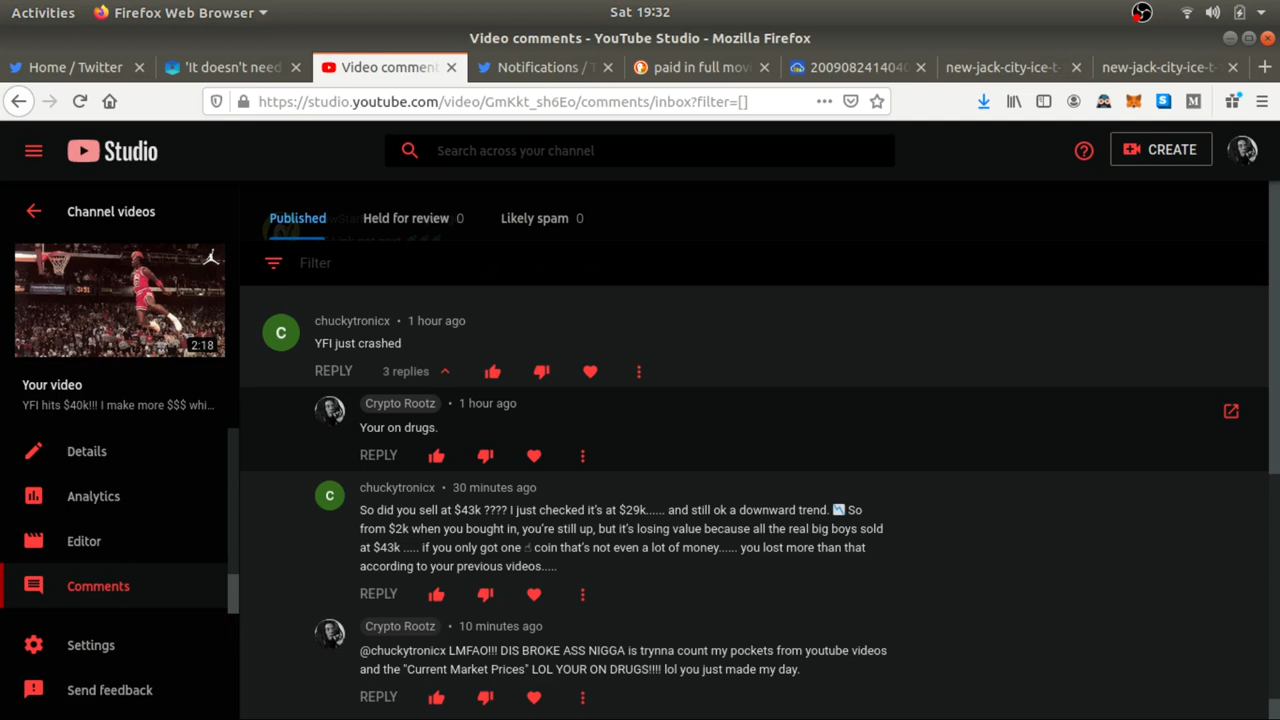 Activities
Firefox Web Browser
Sat 19:32
Video comments - YouTube Studio - Mozilla Firefox
Home / Twitter
'It doesn't need
Video comment
Notifications / T
paid in full mov
200908241404
new-jack-city-ice-t-
new-jack-city-ice-t-
https://studio.youtube.com/video/GmKkt_sh6Eo/comments/inbox?filter=[]
Studio
Search across your channel
CREATE
Channel videos
Published
Held for review 0
Likely spam 0
Filter
2:18
Your video
YFI hits $40k!!! I make more $$$ whi...
Details
Analytics
Editor
Comments
Settings
Send feedback
C
chuckytronicx • 1 hour ago
YFI just crashed
REPLY 3 replies
Crypto Rootz • 1 hour ago
Your on drugs.
REPLY
C
chuckytronicx • 30 minutes ago
So did you sell at $43k ???? I just checked it's at $29k...... and still ok a downward trend. 📉 So
from $2k when you bought in, you're still up, but it's losing value because all the real big boys sold
at $43k ..... if you only got one ☝ coin that's not even a lot of money...... you lost more than that
according to your previous videos.....
REPLY
Crypto Rootz • 10 minutes ago
@chuckytronicx LMFAO!!! DIS BROKE ASS NIGGA is trynna count my pockets from youtube videos
and the "Current Market Prices" LOL YOUR ON DRUGS!!!! lol you just made my day.
REPLY